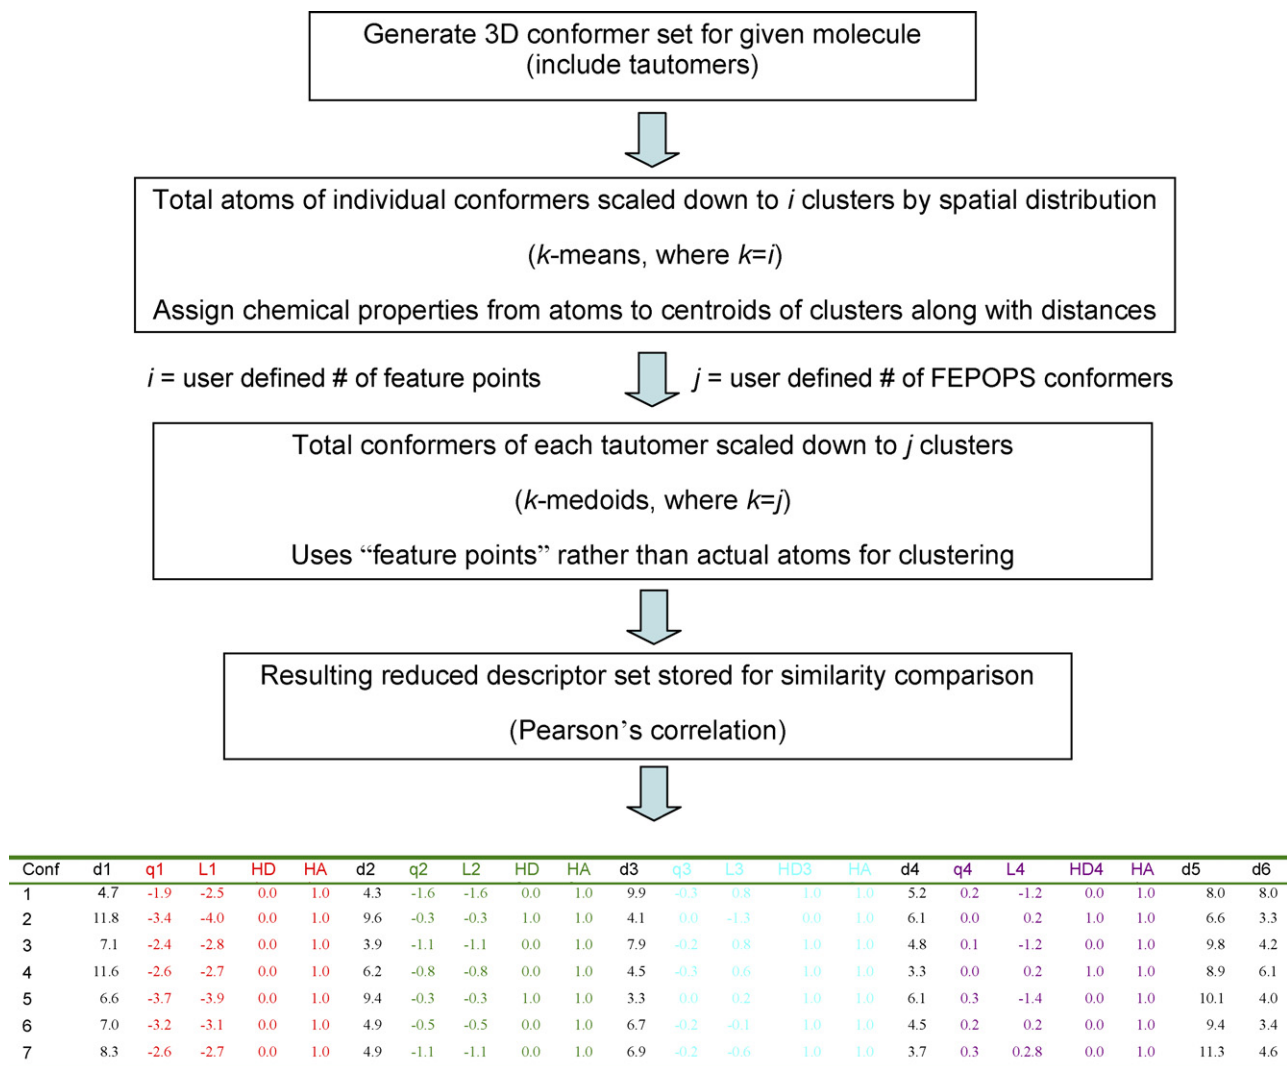 Generate 3D conformer set for given molecule
(include tautomers)
Total atoms of individual conformers scaled down to i clusters by spatial distribution
(k-means, where k=i)
Assign chemical properties from atoms to centroids of clusters along with distances
i = user defined # of feature points
j = user defined # of FEPOPS conformers
Total conformers of each tautomer scaled down to j clusters
(k-medoids, where k=j)
Uses “feature points” rather than actual atoms for clustering
Resulting reduced descriptor set stored for similarity comparison
(Pearson’s correlation)
Conf d1 q1 L1 HD HA d2 q2 L2 HD HA d3 q3 L3 HD3 HA d4 q4 L4 HD4 HA d5 d6
1 4.7 -1.9 -2.5 0.0 1.0 4.3 -1.6 -1.6 0.0 1.0 9.9 -0.3 0.8 1.0 1.0 5.2 0.2 -1.2 0.0 1.0 8.0 8.0
2 11.8 -3.4 -4.0 0.0 1.0 9.6 -0.3 -0.3 1.0 1.0 4.1 0.0 -1.3 0.0 1.0 6.1 0.0 0.2 1.0 1.0 6.6 3.3
3 7.1 -2.4 -2.8 0.0 1.0 3.9 -1.1 -1.1 0.0 1.0 7.9 -0.2 0.8 1.0 1.0 4.8 0.1 -1.2 0.0 1.0 9.8 4.2
4 11.6 -2.6 -2.7 0.0 1.0 6.2 -0.8 -0.8 0.0 1.0 4.5 -0.3 0.6 1.0 1.0 3.3 0.0 0.2 1.0 1.0 8.9 6.1
5 6.6 -3.7 -3.9 0.0 1.0 9.4 -0.3 -0.3 1.0 1.0 3.3 0.0 0.2 1.0 1.0 6.1 0.3 -1.4 0.0 1.0 10.1 4.0
6 7.0 -3.2 -3.1 0.0 1.0 4.9 -0.5 -0.5 0.0 1.0 6.7 -0.2 -0.1 1.0 1.0 4.5 0.2 0.2 0.0 1.0 9.4 3.4
7 8.3 -2.6 -2.7 0.0 1.0 4.9 -1.1 -1.1 0.0 1.0 6.9 -0.2 -0.6 1.0 1.0 3.7 0.3 0.2.8 0.0 1.0 11.3 4.6